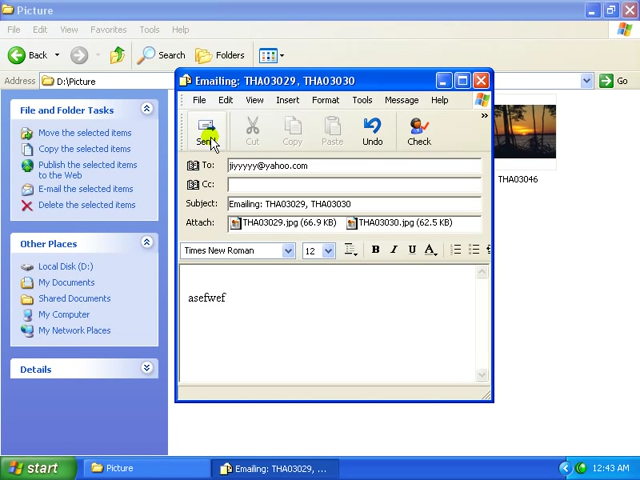 Picture
File Edit View Favorites Tools Help
Back Search Folders
Address D:\Picture Go
File and Folder Tasks
Move the selected items
Copy the selected items
Publish the selected items
to the Web
E-mail the selected items
Delete the selected items
Other Places
Local Disk (D:)
My Documents
Shared Documents
My Computer
My Network Places
Details
THA03046
Emailing: THA03029, THA03030
File Edit View Insert Format Tools Message Help
Send Cut Copy Paste Undo Check
To: jiyyyyy@yahoo.com
Cc:
Subject: Emailing: THA03029, THA03030
Attach: THA03029.jpg (66.9 KB) THA03030.jpg (62.5 KB)
Times New Roman 12 B I U A
asefwef
start Picture Emailing: THA03029, ... 12:43 AM